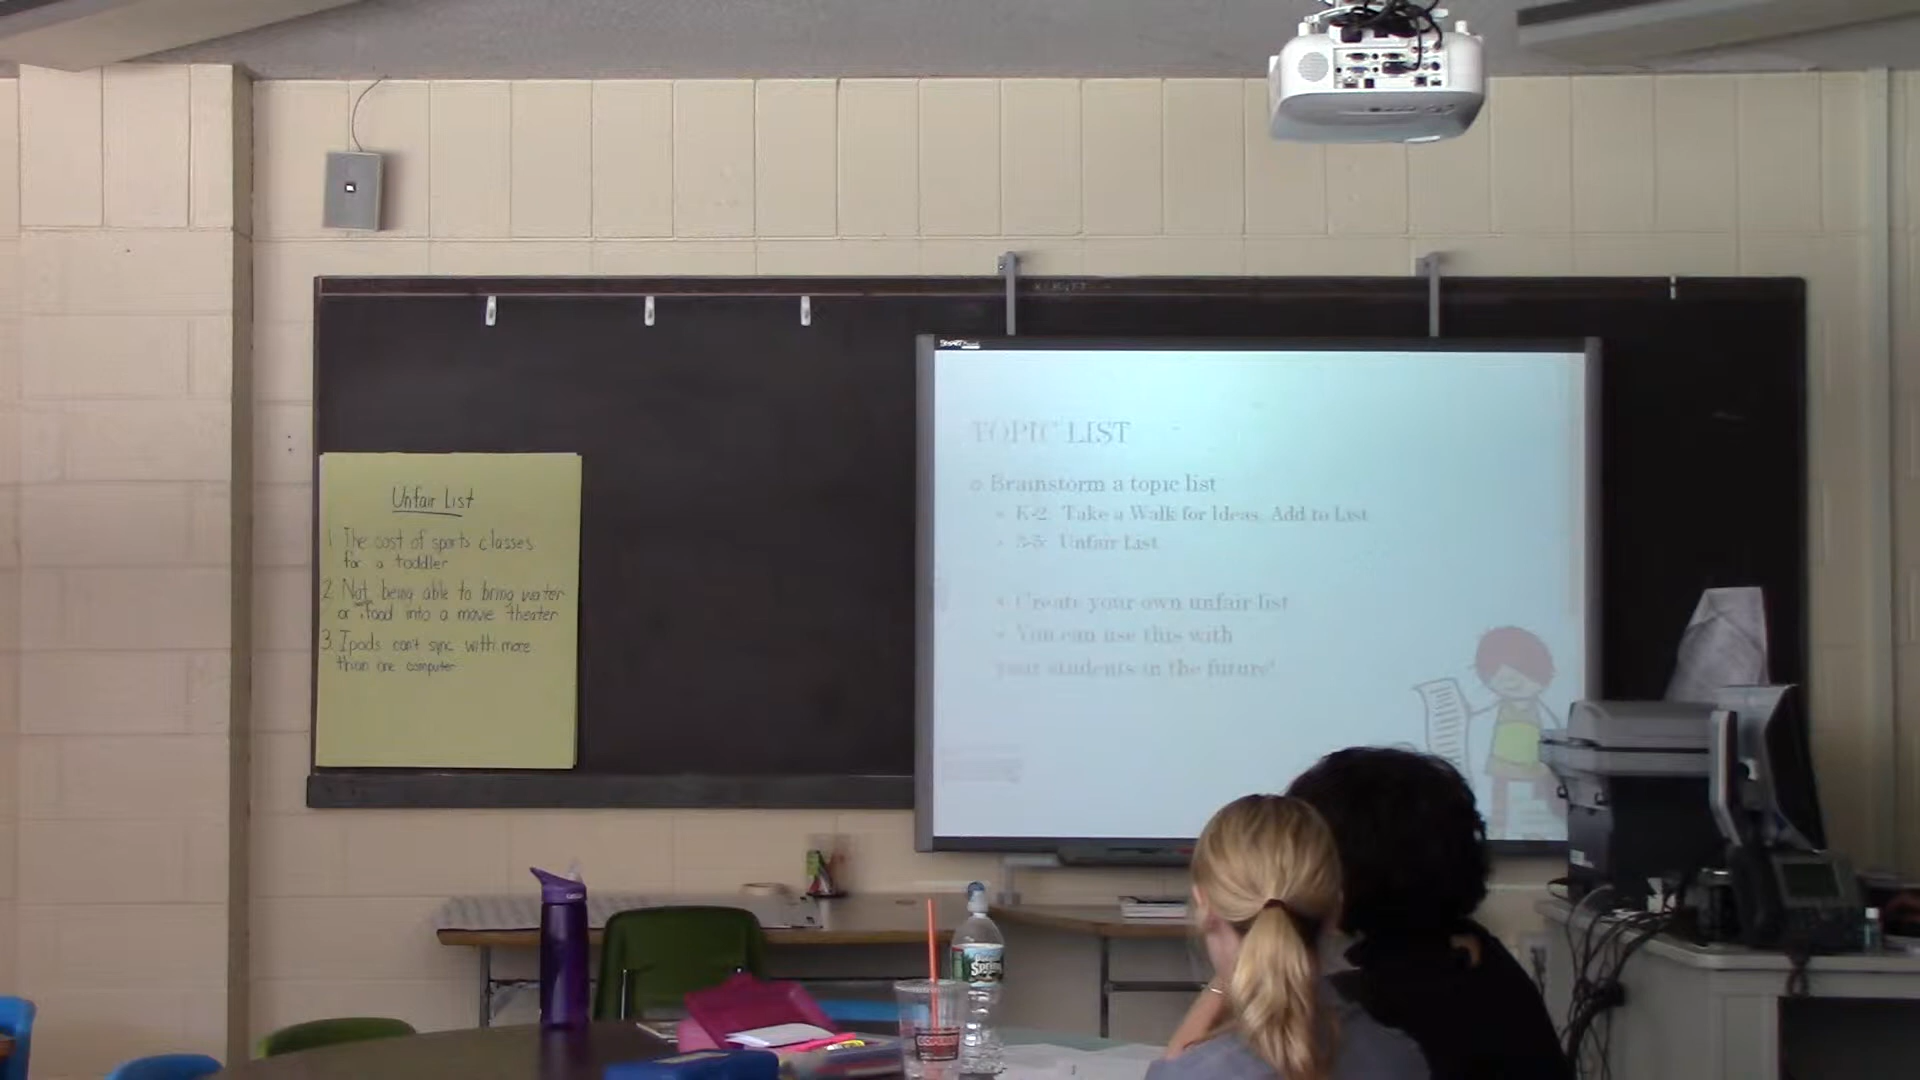 Unfair List
1. The cost of sports classes
for a toddler
2. Not being able to bring water
or food into a movie theater
3. Ipods can't sync with more
than one computer
TOPIC LIST
Brainstorm a topic list
K-2: Take a Walk for Ideas. Add to List
3-5: Unfair List
Create your own unfair list
You can use this with
your students in the future!
Spring